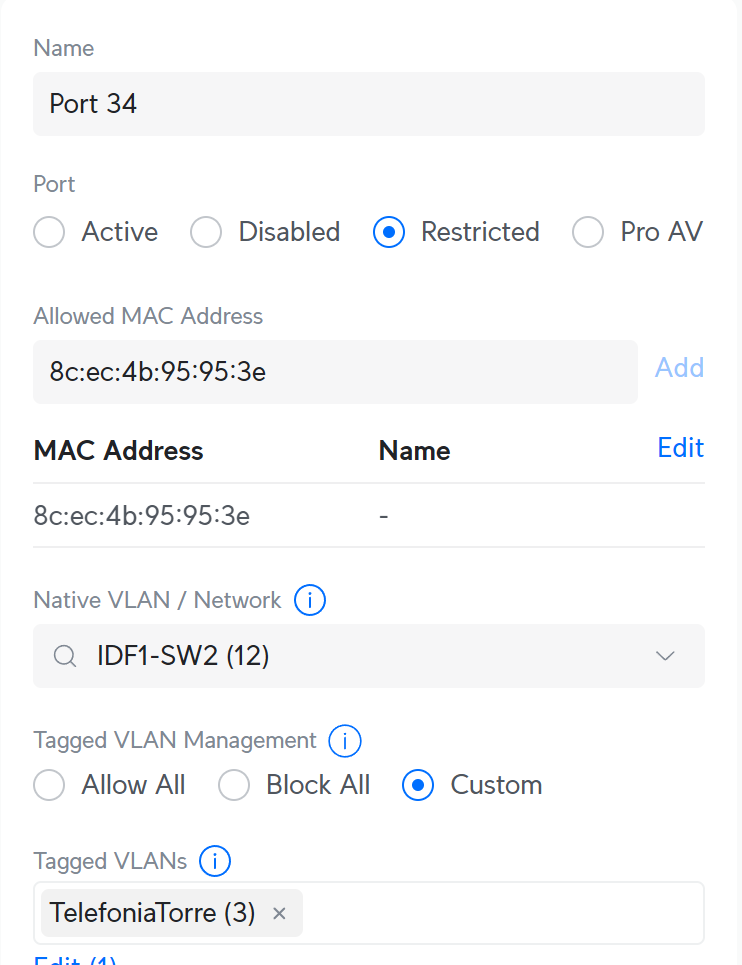 Name
Port 34
Port
Active Disabled Restricted Pro AV
Allowed MAC Address
8c:ec:4b:95:95:3e Add
MAC Address Name Edit
8c:ec:4b:95:95:3e -
Native VLAN / Network
IDF1-SW2 (12)
Tagged VLAN Management
Allow All Block All Custom
Tagged VLANs
TelefoniaTorre (3) ×
Edit (1)